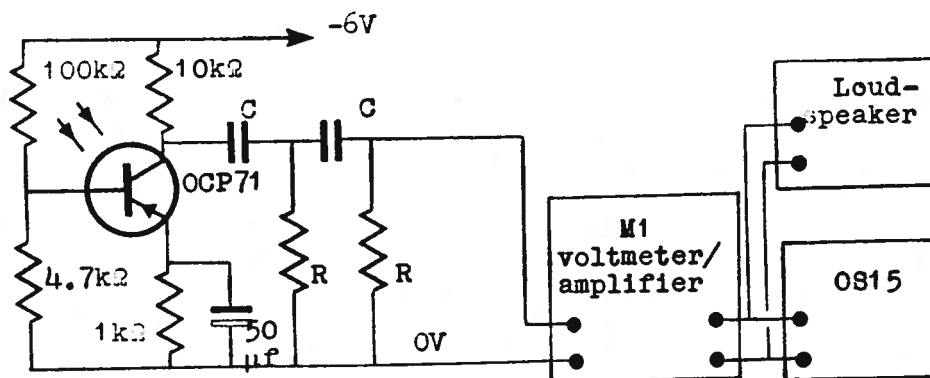 -6V
100kΩ
10kΩ
C
C
Loud-
speaker
OCP71
M1
voltmeter/
amplifier
4.7kΩ
R
R
OS15
1kΩ
50
μf
0V